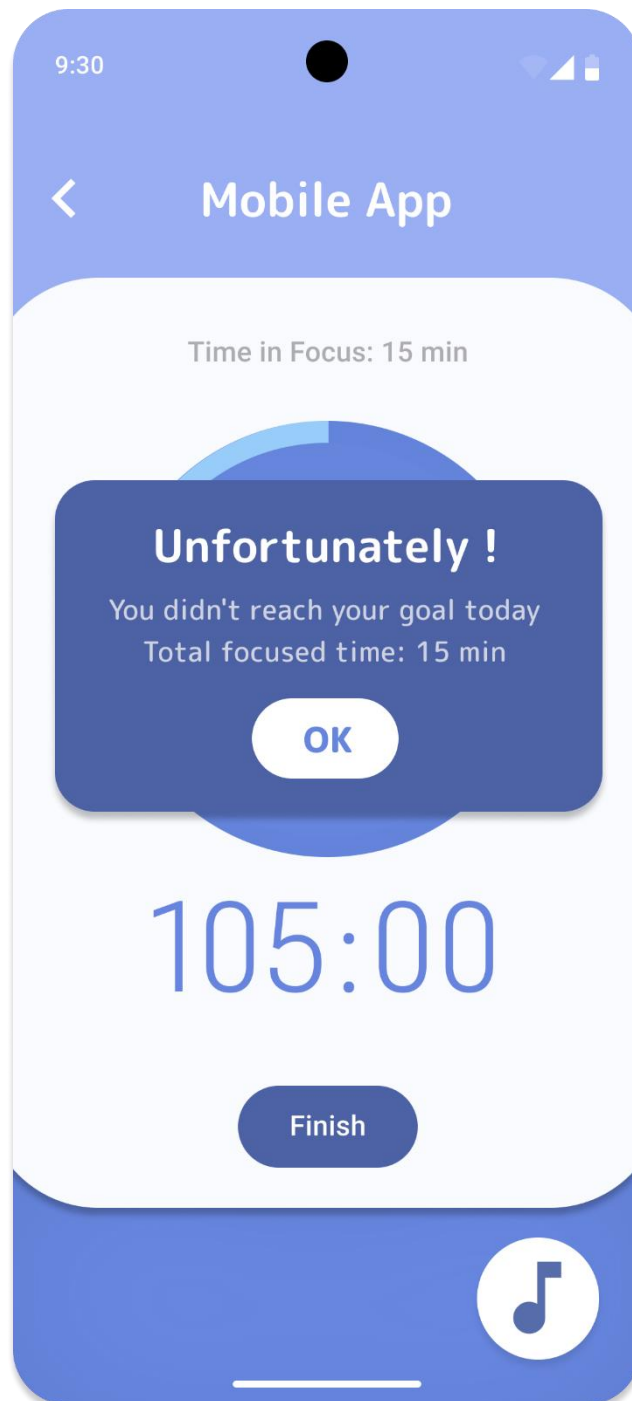 9:30
Mobile App
Time in Focus: 15 min
Unfortunately !
You didn't reach your goal today
Total focused time: 15 min
OK
105:00
Finish